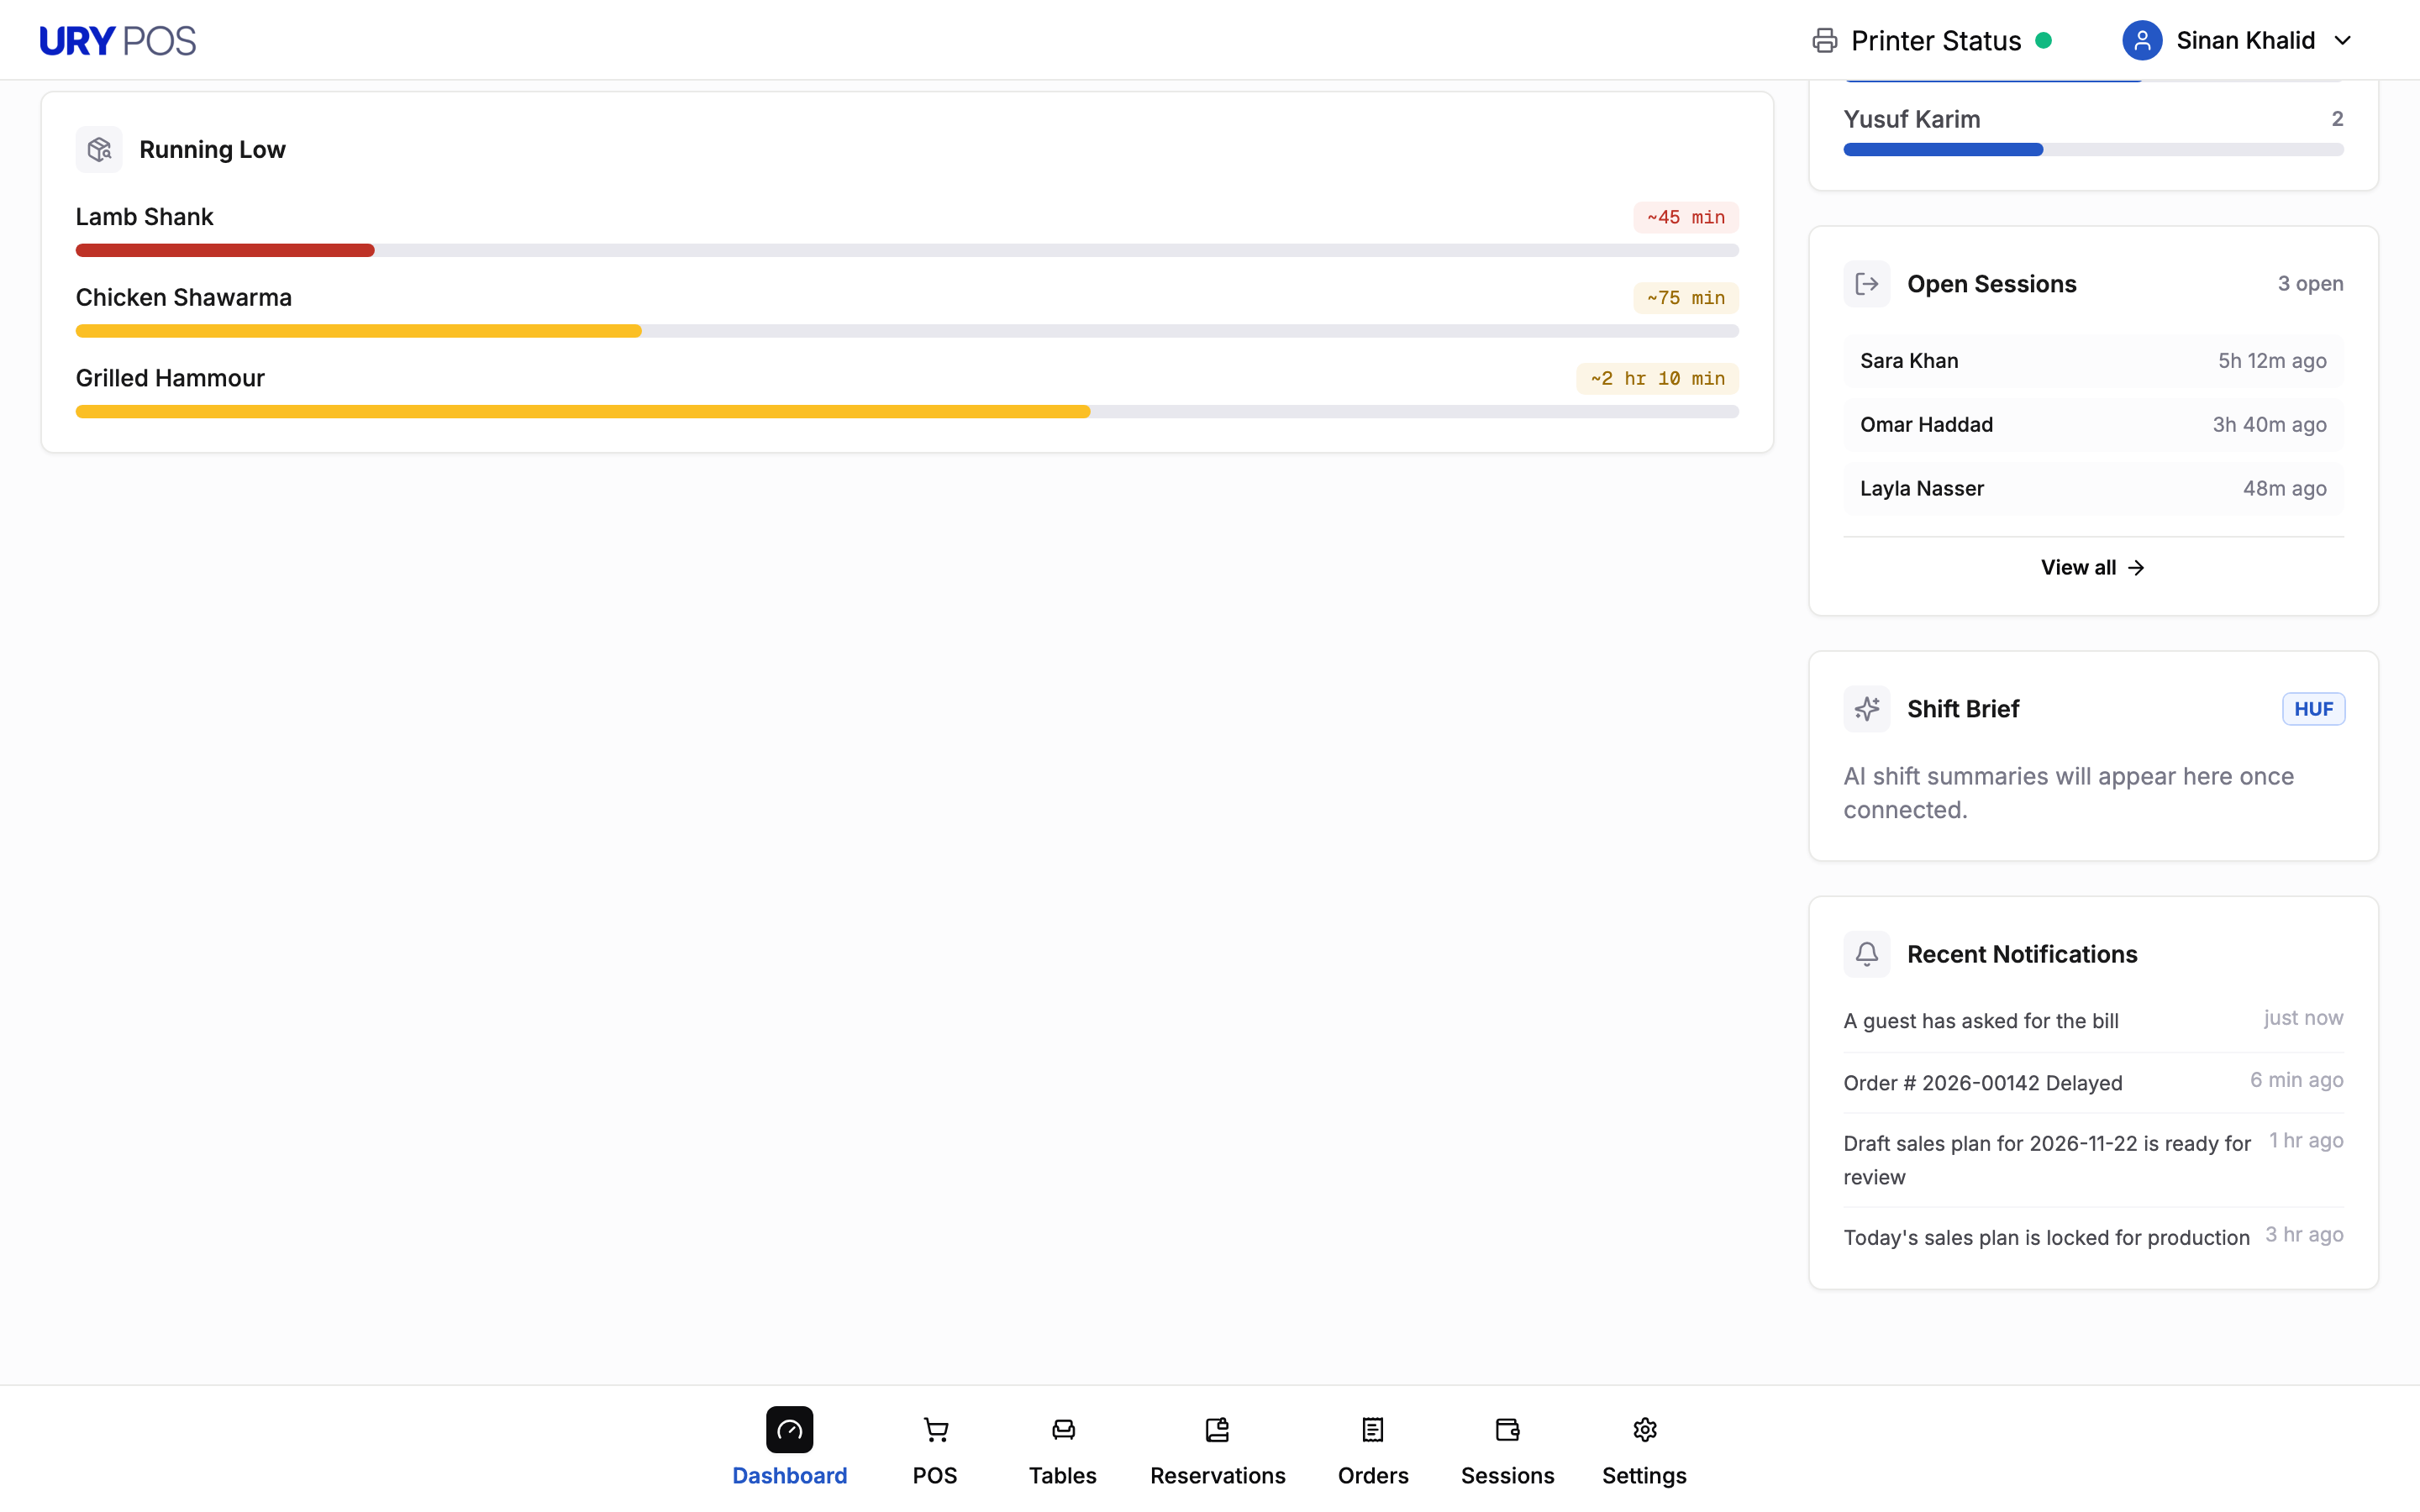 URY POS
Printer Status
Sinan Khalid
Running Low
Lamb Shank
~45 min
Chicken Shawarma
~75 min
Grilled Hammour
~2 hr 10 min
Yusuf Karim
2
Open Sessions
3 open
Sara Khan
5h 12m ago
Omar Haddad
3h 40m ago
Layla Nasser
48m ago
View all
Shift Brief
HUF
AI shift summaries will appear here once
connected.
Recent Notifications
A guest has asked for the bill
just now
Order # 2026-00142 Delayed
6 min ago
Draft sales plan for 2026-11-22 is ready for
review
1 hr ago
Today's sales plan is locked for production
3 hr ago
Dashboard
POS
Tables
Reservations
Orders
Sessions
Settings